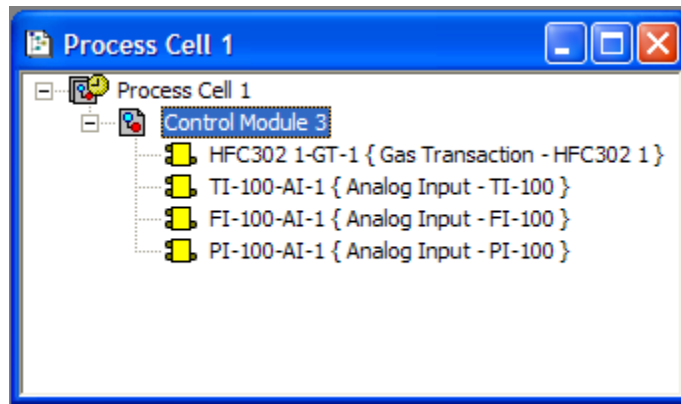 Process Cell 1
Process Cell 1
Control Module 3
HFC302 1-GT-1 { Gas Transaction - HFC302 1 }
TI-100-AI-1 { Analog Input - TI-100 }
FI-100-AI-1 { Analog Input - FI-100 }
PI-100-AI-1 { Analog Input - PI-100 }